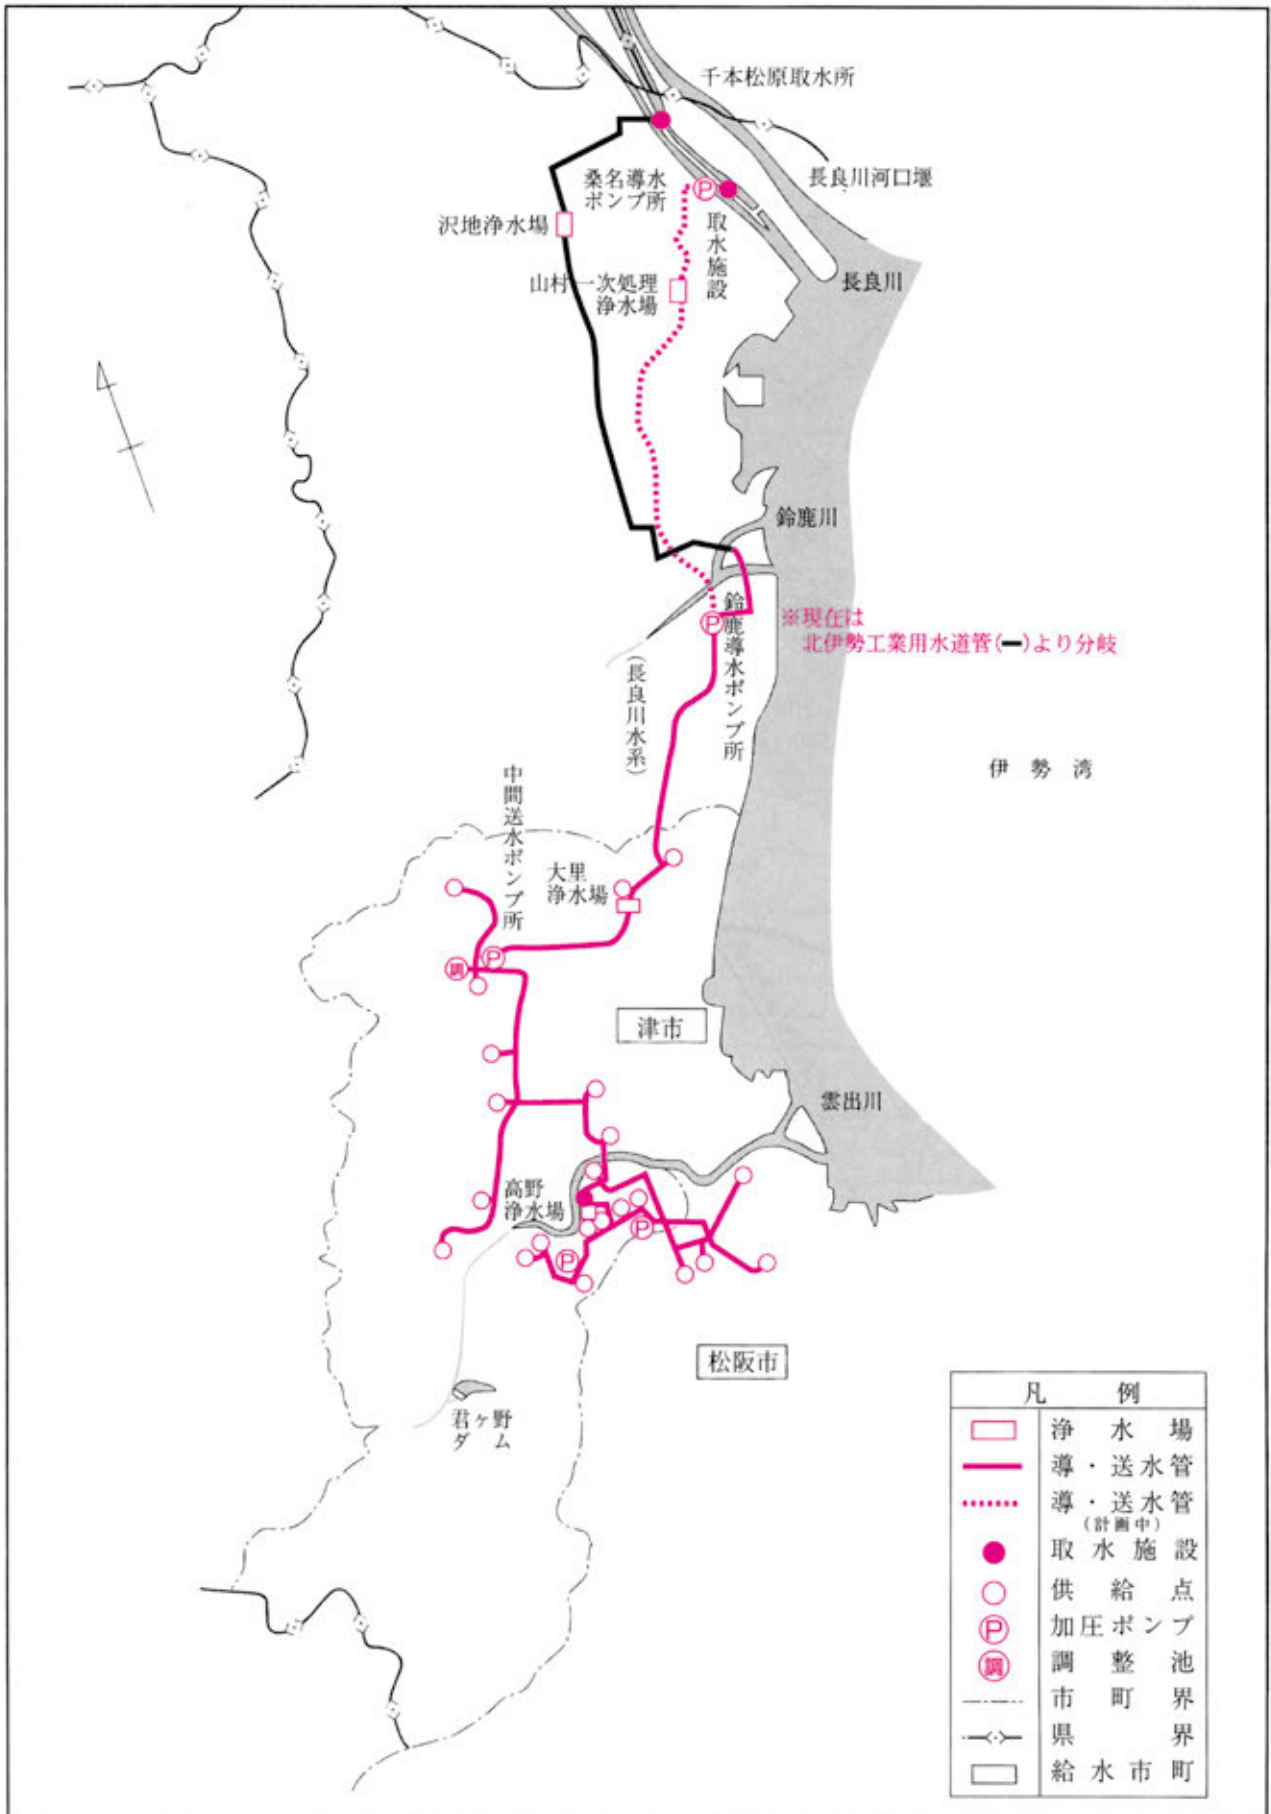 千本松原取水所
長良川河口堰
桑名導水
ポンプ所
P
取水施設
沢地浄水場
長良川
山村一次処理
浄水場
鈴鹿川
P
鈴鹿導水ポンプ所
※現在は
北伊勢工業用水道管(━)より分岐
(長良川水系)
伊勢湾
中間送水ポンプ所
大里
浄水場
P
調
津市
雲出川
高野
浄水場
P
P
松阪市
君ヶ野
ダム
凡例
浄水場
導・送水管
導・送水管
(計画中)
取水施設
供給点
P 加圧ポンプ
調 調整池
市町界
県界
給水市町